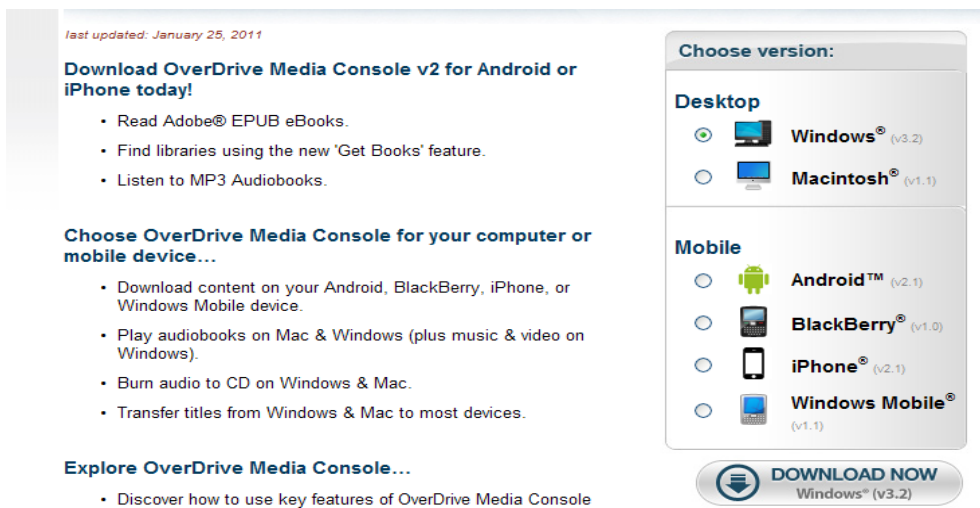 last updated: January 25, 2011
Download OverDrive Media Console v2 for Android or
iPhone today!
• Read Adobe® EPUB eBooks.
• Find libraries using the new 'Get Books' feature.
• Listen to MP3 Audiobooks.
Choose OverDrive Media Console for your computer or
mobile device...
• Download content on your Android, BlackBerry, iPhone, or
Windows Mobile device.
• Play audiobooks on Mac & Windows (plus music & video on
Windows).
• Burn audio to CD on Windows & Mac.
• Transfer titles from Windows & Mac to most devices.
Explore OverDrive Media Console...
• Discover how to use key features of OverDrive Media Console
Choose version:
Desktop
Windows® (v3.2)
Macintosh® (v1.1)
Mobile
Android™ (v2.1)
BlackBerry® (v1.0)
iPhone® (v2.1)
Windows Mobile®
(v1.1)
DOWNLOAD NOW
Windows® (v3.2)